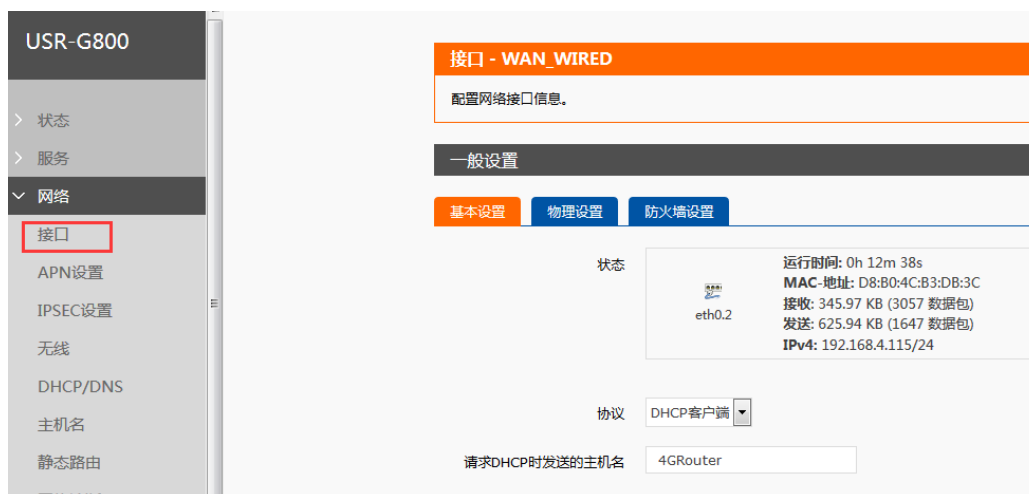 USR-G800
状态
服务
网络
接口
APN设置
IPSEC设置
无线
DHCP/DNS
主机名
静态路由
接口 - WAN_WIRED
配置网络接口信息。
一般设置
基本设置 物理设置 防火墙设置
状态
eth0.2
运行时间: 0h 12m 38s
MAC-地址: D8:B0:4C:B3:DB:3C
接收: 345.97 KB (3057 数据包)
发送: 625.94 KB (1647 数据包)
IPv4: 192.168.4.115/24
协议 DHCP客户端
请求DHCP时发送的主机名 4GRouter